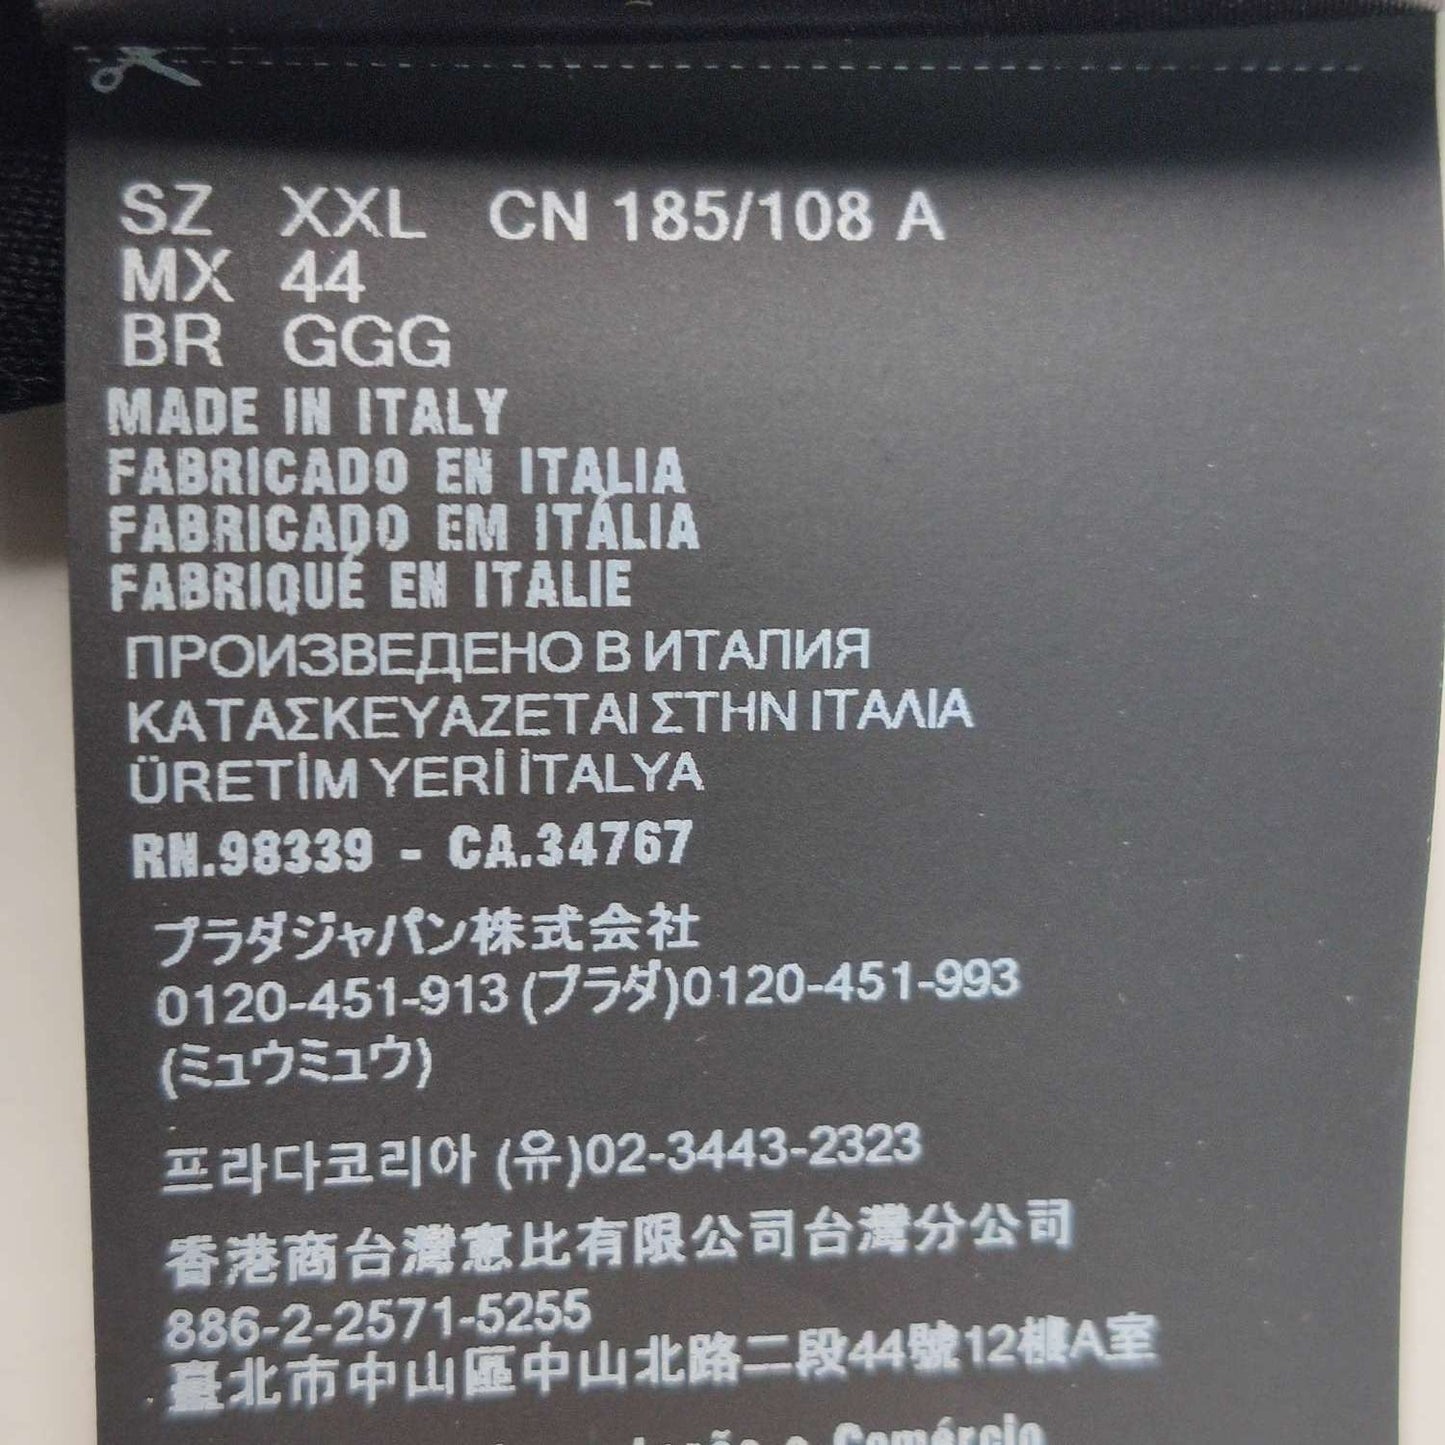 SZ XXL CN 185/108 A
MX 44
BR GGG
MADE IN ITALY
FABRICADO EN ITALIA
FABRICADO EM ITÁLIA
FABRIQUÉ EN ITALIE
ПРОИЗВЕДЕНО В ИТАЛИЯ
ΚΑΤΑΣΚΕΥΑΖΕΤΑΙ ΣΤΗΝ ΙΤΑΛΙΑ
ÜRETİM YERİ İTALYA
RN.98339 - CA.34767
プラダジャパン株式会社
0120-451-913 (プラダ)0120-451-993
(ミュウミュウ)
프라다코리아 (유)02-3443-2323
香港商台灣意比有限公司台灣分公司
886-2-2571-5255
臺北市中山區中山北路二段44號12樓A室
e Comércio